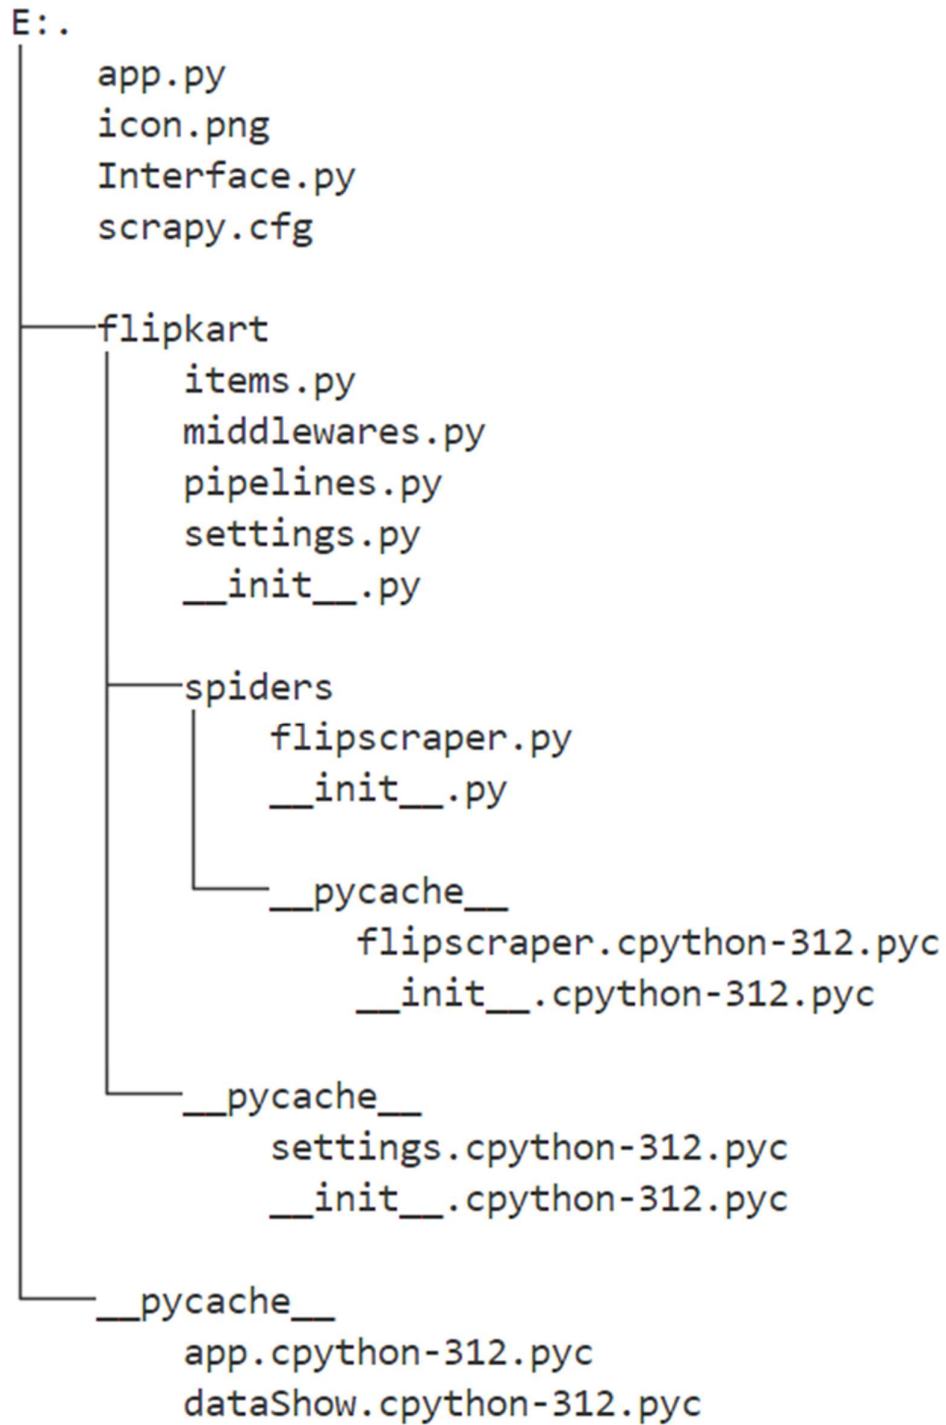 E:.
app.py
icon.png
Interface.py
scrapy.cfg
flipkart
items.py
middlewares.py
pipelines.py
settings.py
__init__.py
spiders
flipscraper.py
__init__.py
__pycache__
flipscraper.cpython-312.pyc
__init__.cpython-312.pyc
__pycache__
settings.cpython-312.pyc
__init__.cpython-312.pyc
__pycache__
app.cpython-312.pyc
dataShow.cpython-312.pyc